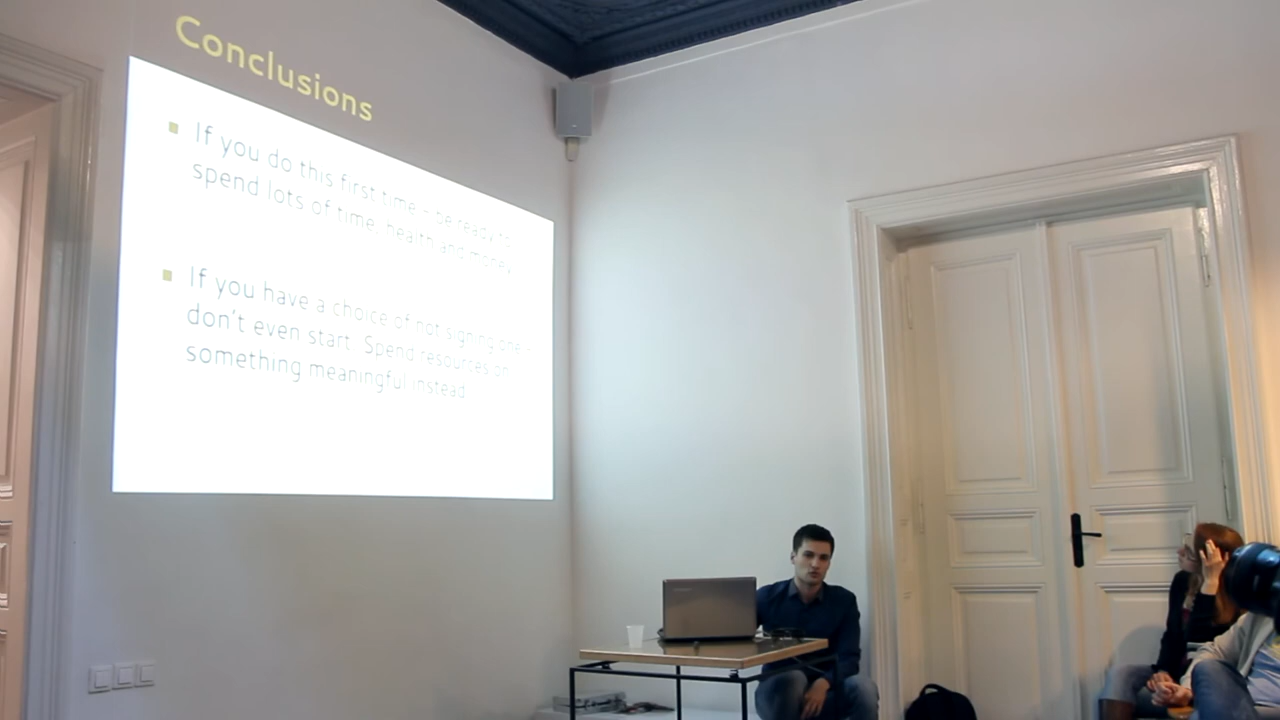 Conclusions
If you do this first time - be ready to
spend lots of time, health and money
If you have a choice of not signing one -
don't even start. Spend resources on
something meaningful instead